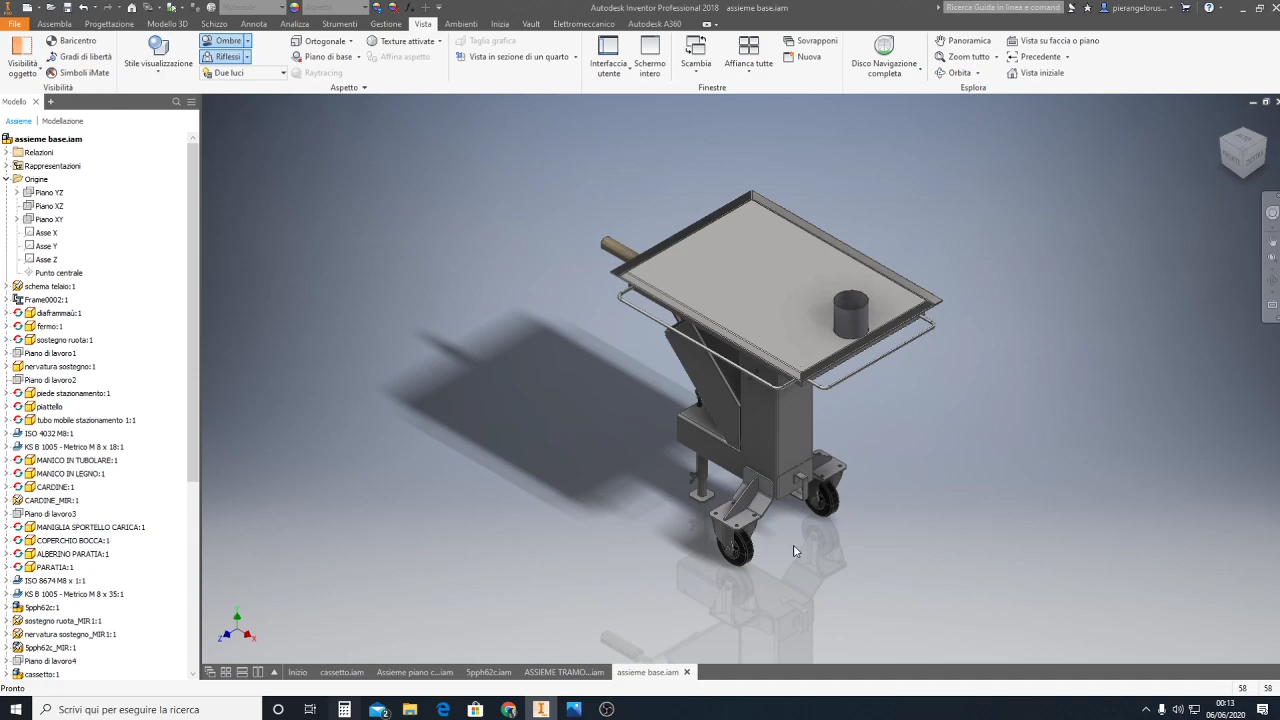 Autodesk Inventor Professional 2018 assieme base.iam
Ricerca Guida in linea e comand
pierangelorus...
File
Assieme
Progettazione
Modello 3D
Schizzo
Annota
Analizza
Strumenti
Gestione
Vista
Ambienti
Inizia
Vault
Elettromeccanico
Autodesk A360
Visibilità oggetto
Baricentro
Gradi di libertà
Simboli iMate
Visibilità
Stile visualizzazione
Ombre
Riflessi
Due luci
Ortogonale
Piano di base
Raytracing
Texture attivate
Affina aspetto
Aspetto
Taglia grafica
Vista in sezione di un quarto
Interfaccia utente
Schermo intero
Scambia
Affianca tutte
Sovrapponi
Nuova
Finestre
Disco Navigazione completa
Panoramica
Zoom tutto
Orbita
Vista su faccia o piano
Precedente
Vista iniziale
Esplora
Modello
Assieme
Modellazione
assieme base.iam
Relazioni
Rappresentazioni
Origine
Piano YZ
Piano XZ
Piano XY
Asse X
Asse Y
Asse Z
Punto centrale
schema telaio:1
Frame0002:1
diaframmaù:1
fermo:1
sostegno ruota:1
Piano di lavoro1
nervatura sostegno:1
Piano di lavoro2
piede stazionamento:1
piattello
tubo mobile stazionamento 1:1
ISO 4032 M8:1
KS B 1005 - Metrico M 8 x 18:1
MANICO IN TUBOLARE:1
MANICO IN LEGNO:1
CARDINE:1
CARDINE_MIR:1
Piano di lavoro3
MANIGLIA SPORTELLO CARICA:1
COPERCHIO BOCCA:1
ALBERINO PARATIA:1
PARATIA:1
ISO 8674 M8 x 1:1
KS B 1005 - Metrico M 8 x 35:1
5pph62c:1
sostegno ruota_MIR1:1
nervatura sostegno_MIR1:1
5pph62c_MIR:1
Piano di lavoro4
cassetto:1
Y
Z
X
Inizio
cassetto.iam
Assieme piano c...iam
5pph62c.iam
ASSIEME TRAMO...iam
assieme base.iam
Pronto
58
58
Scrivi qui per eseguire la ricerca
2
00:13
06/06/2020